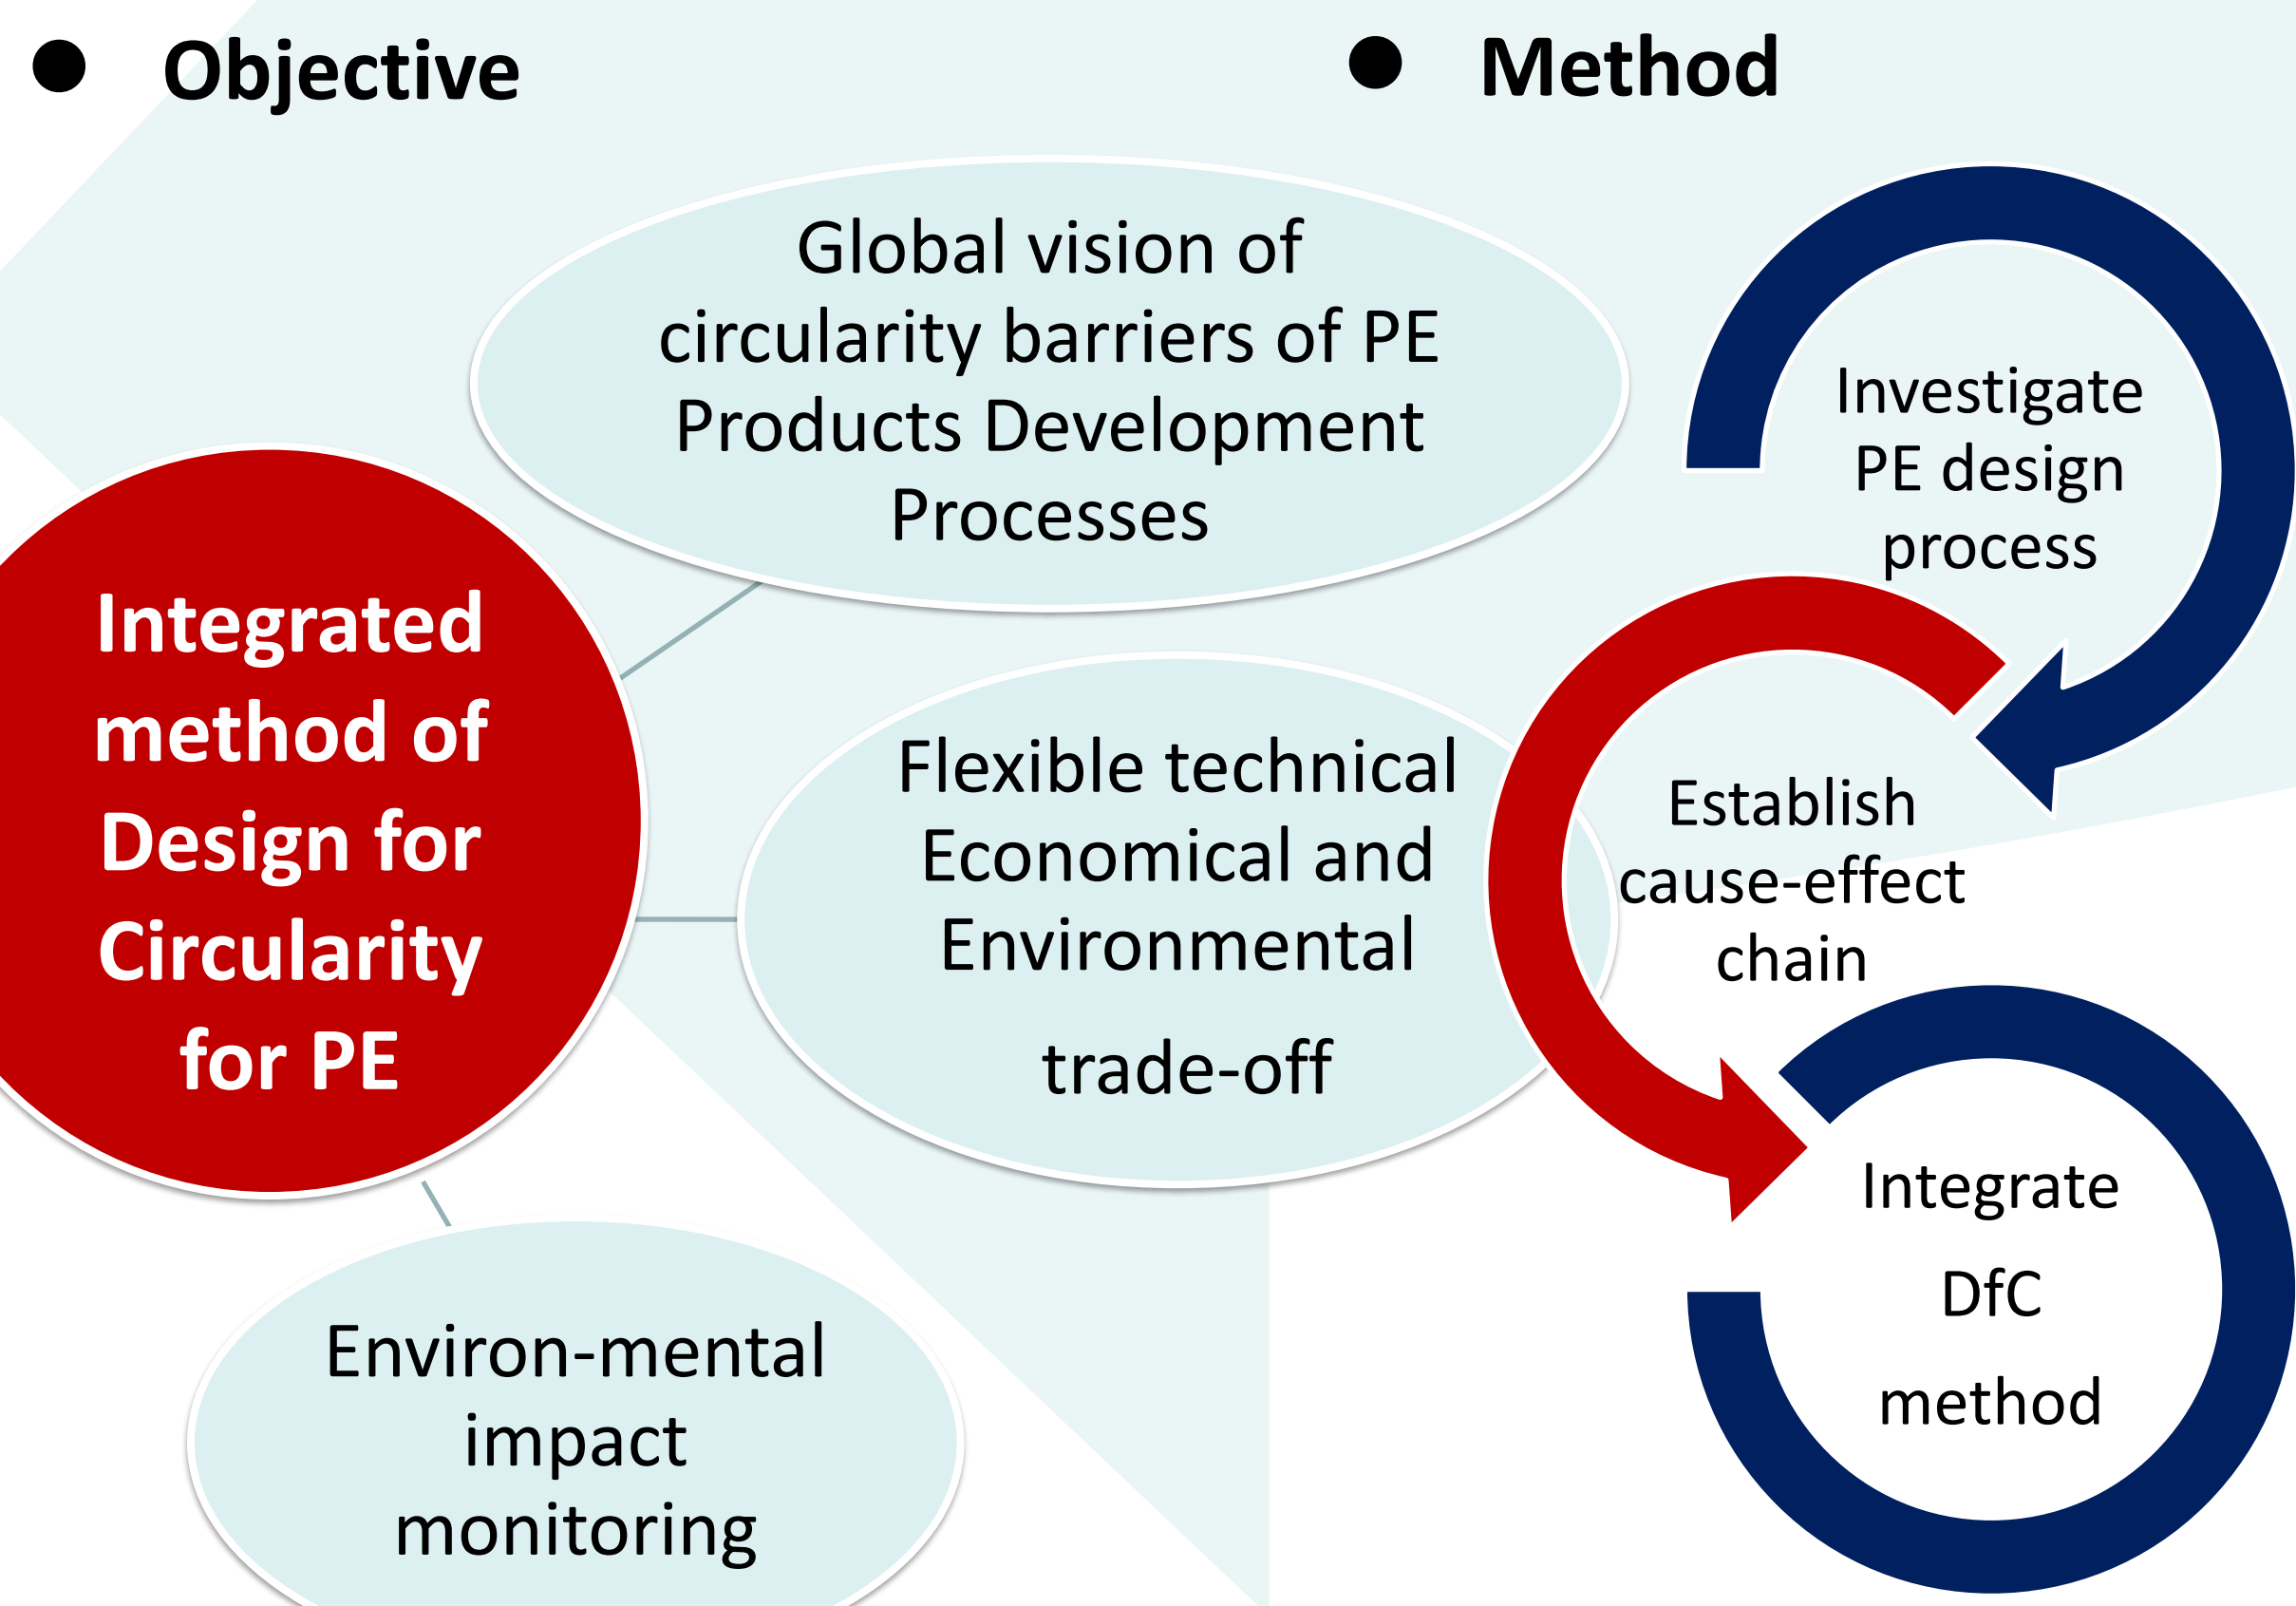 Objective
Integrated
method of
Design for
Circularity
for PE
Global vision of
circularity barriers of PE
Products Development
Processes
Flexible technical
Economical and
Environmental
trade-off
Environ-mental
impact
monitoring
Method
Investigate
PE design
process
Establish
cause-effect
chain
Integrate
DfC
method